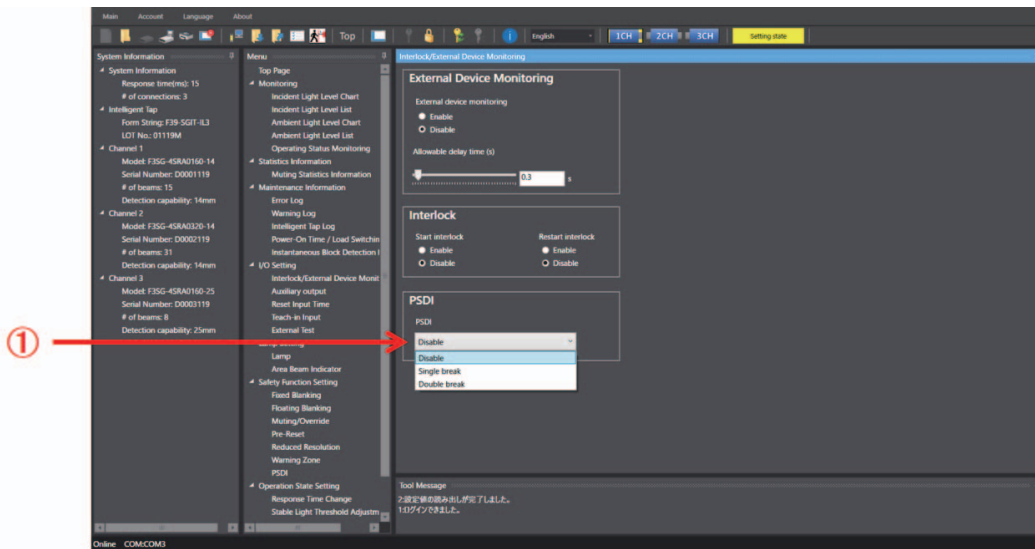 Main Account Language About
Top English 1CH 2CH 3CH Setting state
System Information
System Information
Response time(ms): 15
# of connections: 3
Intelligent Tap
Form String: F39-SGIT-IL3
LOT No.: 01119M
Channel 1
Model: F3SG-4SRA0160-14
Serial Number: D0001119
# of beams: 15
Detection capability: 14mm
Channel 2
Model: F3SG-4SRA0320-14
Serial Number: D0002119
# of beams: 31
Detection capability: 14mm
Channel 3
Model: F3SG-4SRA0160-25
Serial Number: D0003119
# of beams: 8
Detection capability: 25mm
Menu
Top Page
Monitoring
Incident Light Level Chart
Incident Light Level List
Ambient Light Level Chart
Ambient Light Level List
Operating Status Monitoring
Statistics Information
Muting Statistics Information
Maintenance Information
Error Log
Warning Log
Intelligent Tap Log
Power-On Time / Load Switchin
Instantaneous Block Detection I
I/O Setting
Interlock/External Device Monit
Auxiliary output
Reset Input Time
Teach-in Input
External Test
Lamp Setting
Lamp
Area Beam Indicator
Safety Function Setting
Fixed Blanking
Floating Blanking
Muting/Override
Pre-Reset
Reduced Resolution
Warning Zone
PSDI
Operation State Setting
Response Time Change
Stable Light Threshold Adjustm
Interlock/External Device Monitoring
External Device Monitoring
External device monitoring
Enable
Disable
Allowable delay time (s)
0.3 s
Interlock
Start interlock Restart interlock
Enable Enable
Disable Disable
PSDI
PSDI
①
Disable
Disable
Single break
Double break
Tool Message
2:設定値の読み出しが完了しました。
1:ログインできました。
Online COM:COM3